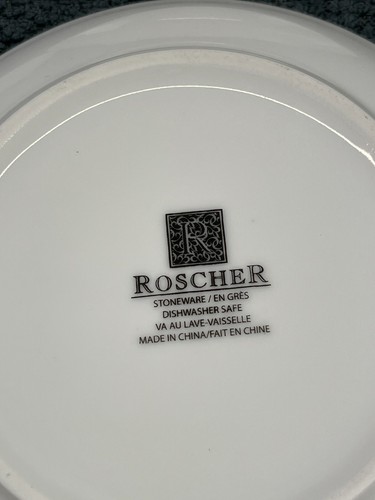 R
ROSCHER
STONEWARE / EN GRÈS
DISHWASHER SAFE
VA AU LAVE-VAISSELLE
MADE IN CHINA/FAIT EN CHINE